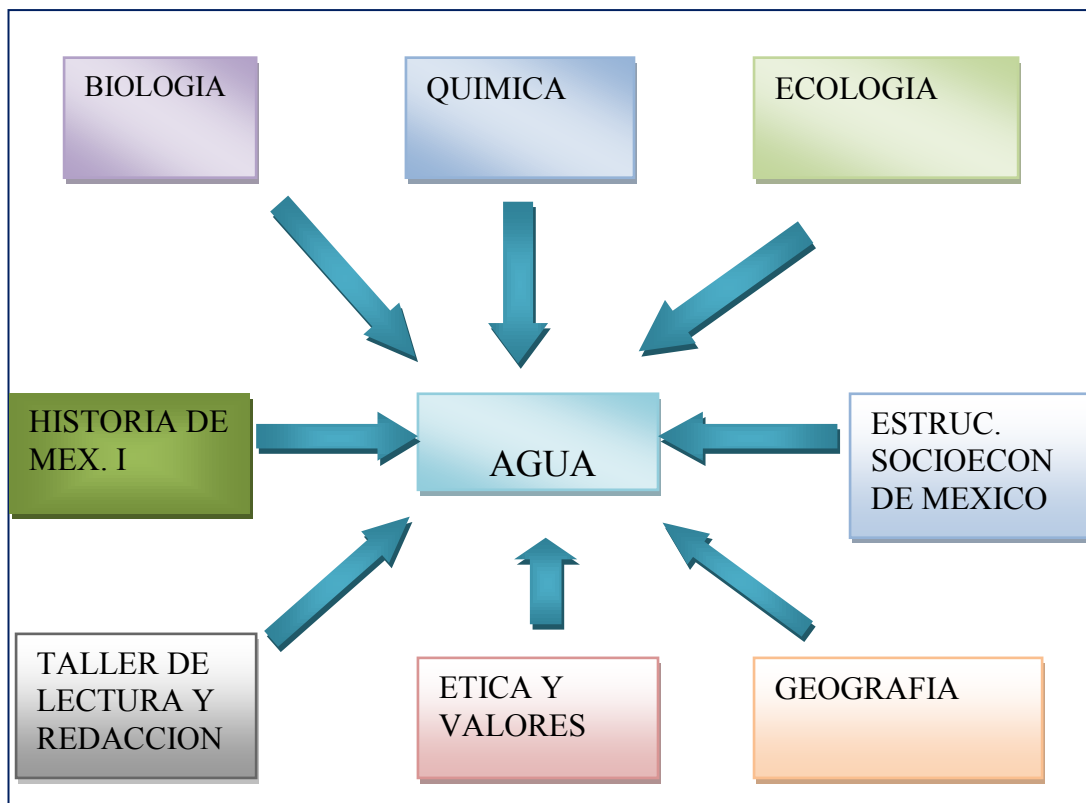 BIOLOGIA
QUIMICA
ECOLOGIA
HISTORIA DE
MEX. I
AGUA
ESTRUC.
SOCIOECON
DE MEXICO
TALLER DE
LECTURA Y
REDACCION
ETICA Y
VALORES
GEOGRAFIA